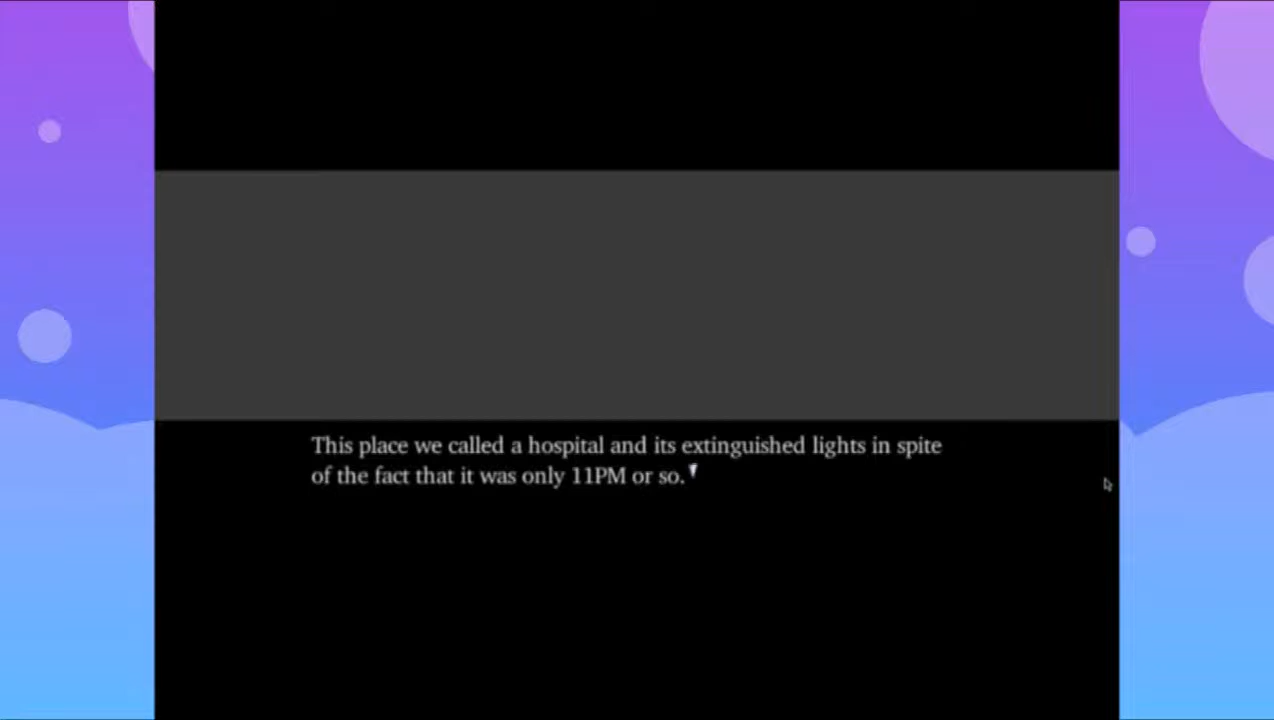 This place we called a hospital and its extinguished lights in spite
of the fact that it was only 11PM or so.